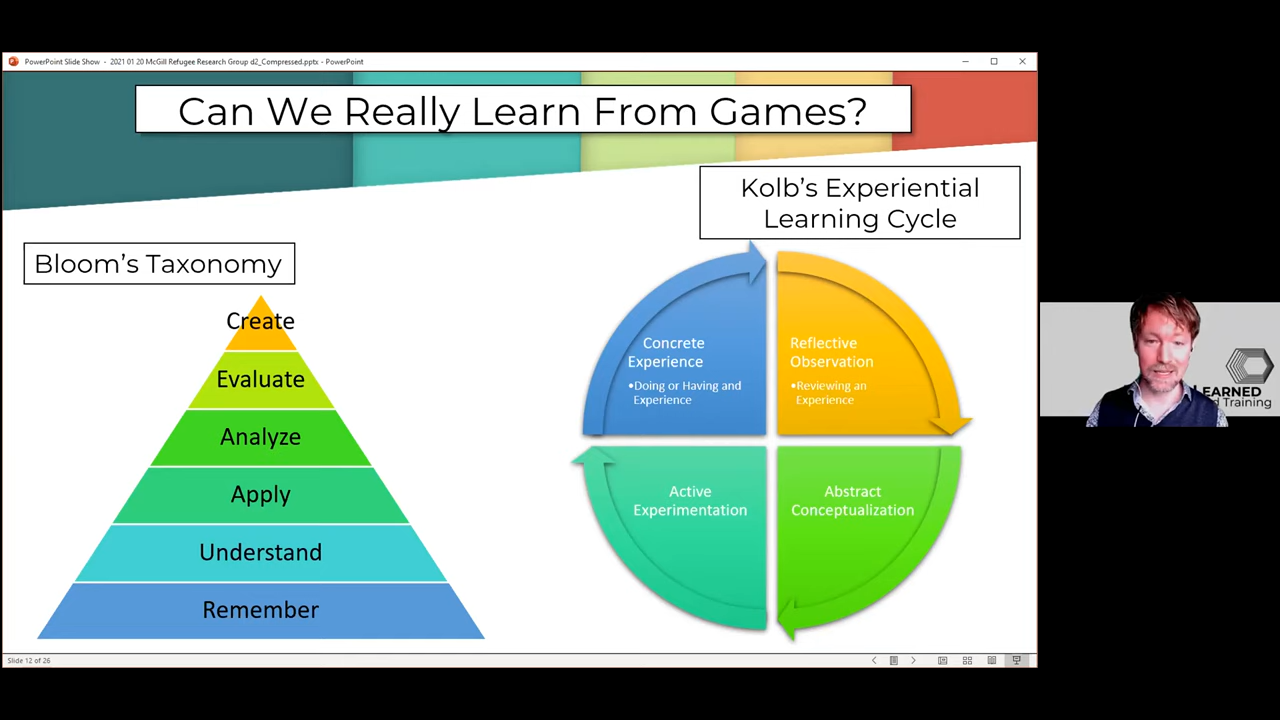 PowerPoint Slide Show - 2021 01 20 McGill Refugee Research Group d2_Compressed.pptx - PowerPoint
Can We Really Learn From Games?
Kolb's Experiential
Learning Cycle
Bloom's Taxonomy
Create
Evaluate
Analyze
Apply
Understand
Remember
Concrete
Experience
•Doing or Having and
Experience
Reflective
Observation
•Reviewing an
Experience
Active
Experimentation
Abstract
Conceptualization
EARNED
d Training
Slide 12 of 26